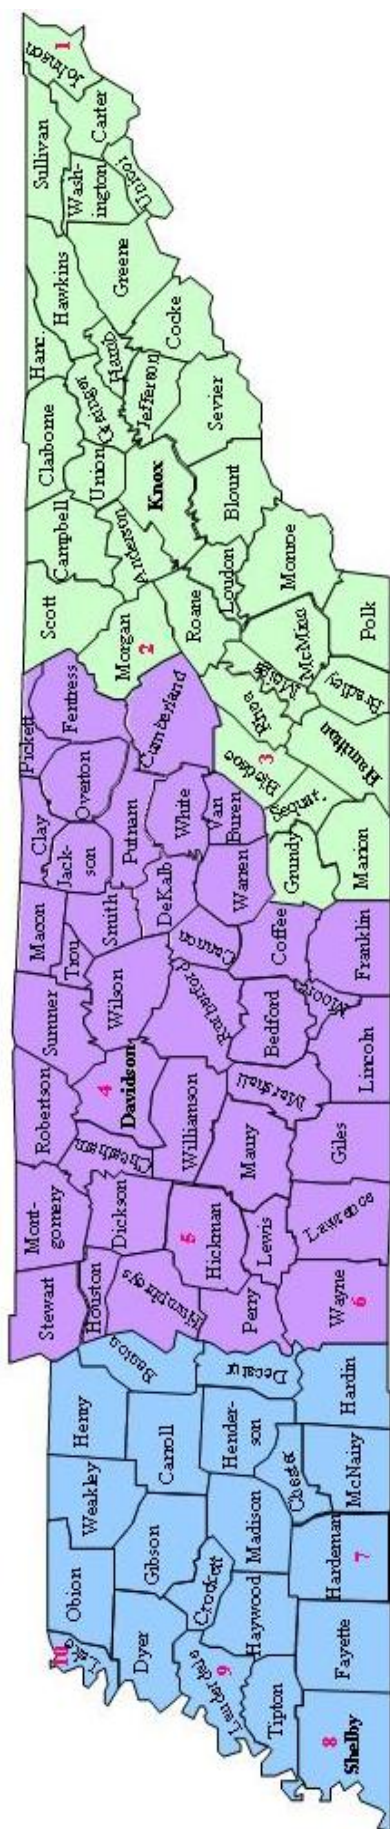 Lake
10
Obion
Weakley
Henry
Stewart
Mont-
gomery
Robertson
Sumner
Macon
Clay
Pickett
Scott
Campbell
Claiborne
Hanc.
Hawkins
Sullivan
Johnson
1
Dyer
Gibson
Carroll
Benton
Houston
Humphreys
Dickson
Cheatham
4
Davidson
Wilson
Trou
Smith
Jack-
son
Overton
Fentress
Putnam
Morgan
2
Anderson
Union
Grainger
Hamb
Greene
Wash-
ington
Carter
Unicoi
Lauderdale
9
Crockett
Haywood
Madison
Hender-
son
Decatur
Perry
Hickman
5
Williamson
Rutherford
Cannon
DeKalb
White
Cumberland
Van
Buren
Roane
Loudon
Knox
Jefferson
Cocke
Sevier
Blount
Tipton
Chester
Lewis
Maury
Marshall
Bedford
Coffee
Warren
Bledsoe
3
Rhea
Meigs
McMinn
Monroe
Shelby
8
Fayette
Hardeman
7
McNairy
Hardin
Wayne
6
Lawrence
Giles
Lincoln
Moore
Franklin
Grundy
Marion
Hamilton
Bradley
Polk